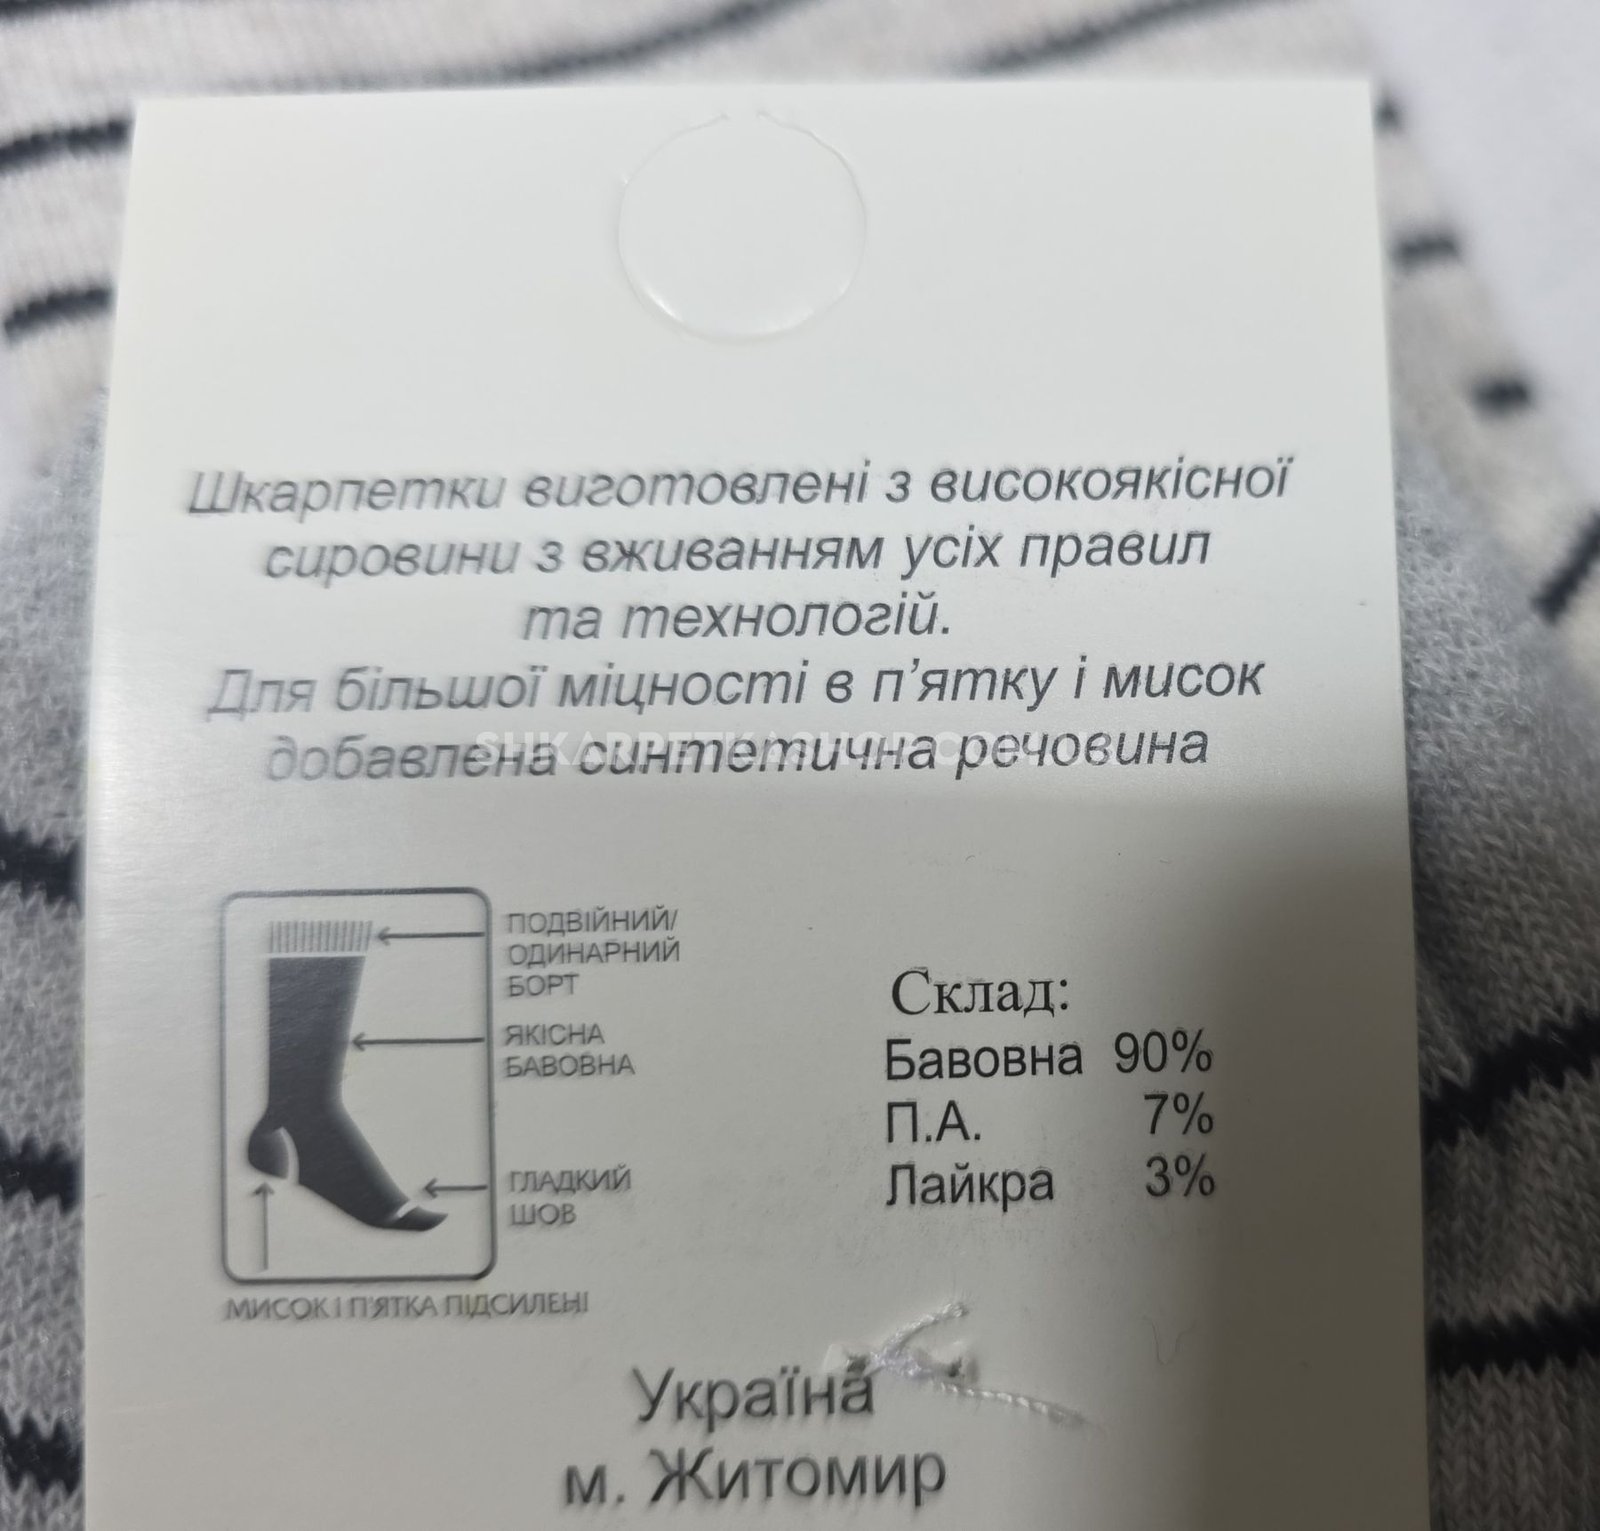 Шкарпетки виготовлені з високоякісної
сировини з вживанням усіх правил
та технологій.
Для більшої міцності в п'ятку і мисок
добавлена синтетична речовина
ПОДВІЙНИЙ/
ОДИНАРНИЙ
БОРТ
ЯКІСНА
БАВОВНА
ГЛАДКИЙ
ШОВ
МИСОК І П'ЯТКА ПІДСИЛЕНІ
Склад:
Бавовна 90%
П.А. 7%
Лайкра 3%
Україна
м. Житомир